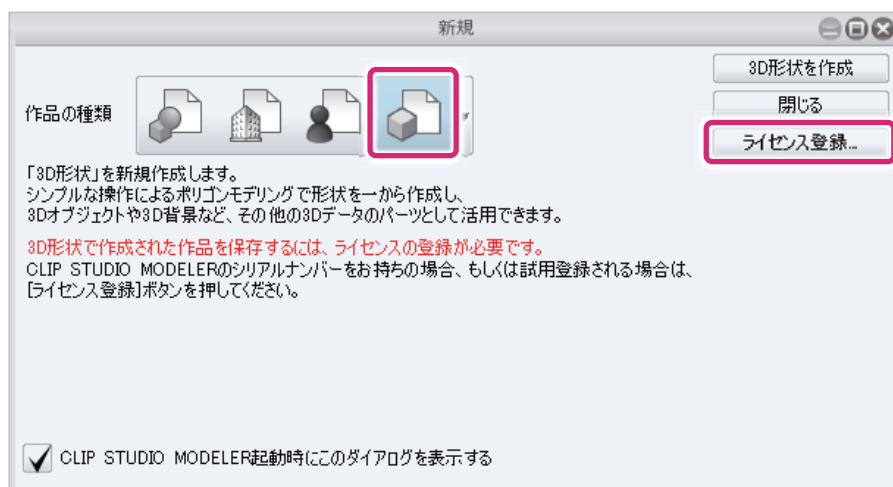 新規
3D形状を作成
作品の種類
閉じる
ライセンス登録...
「3D形状」を新規作成します。
シンプルな操作によるポリゴンモデリングで形状を一から作成し、
3Dオブジェクトや3D背景など、その他の3Dデータのパーツとして活用できます。
3D形状で作成された作品を保存するには、ライセンスの登録が必要です。
CLIP STUDIO MODELERのシリアルナンバーをお持ちの場合、もしくは試用登録される場合は、
[ライセンス登録]ボタンを押してください。
CLIP STUDIO MODELER起動時にこのダイアログを表示する